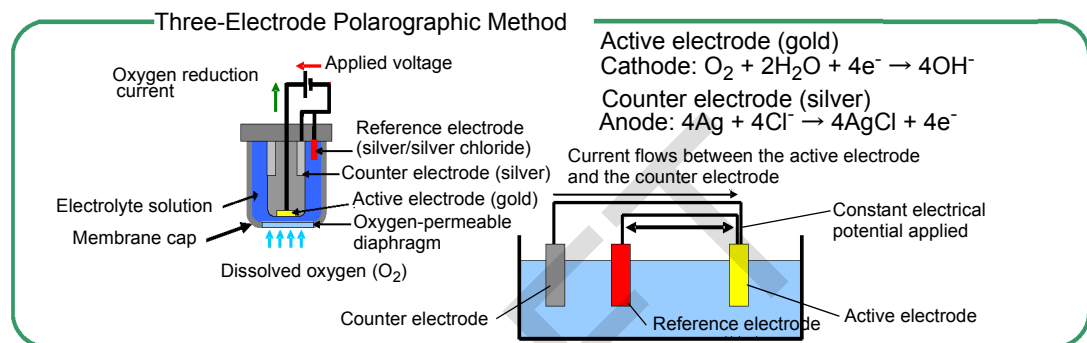 Three-Electrode Polarographic Method
Oxygen reduction
current
Applied voltage
Reference electrode
(silver/silver chloride)
Counter electrode (silver)
Active electrode (gold)
Oxygen-permeable
diaphragm
Electrolyte solution
Membrane cap
Dissolved oxygen (O₂)
Active electrode (gold)
Cathode: O₂ + 2H₂O + 4e⁻ → 4OH⁻
Counter electrode (silver)
Anode: 4Ag + 4Cl⁻ → 4AgCl + 4e⁻
Current flows between the active electrode
and the counter electrode
Constant electrical
potential applied
Counter electrode
Reference electrode
Active electrode